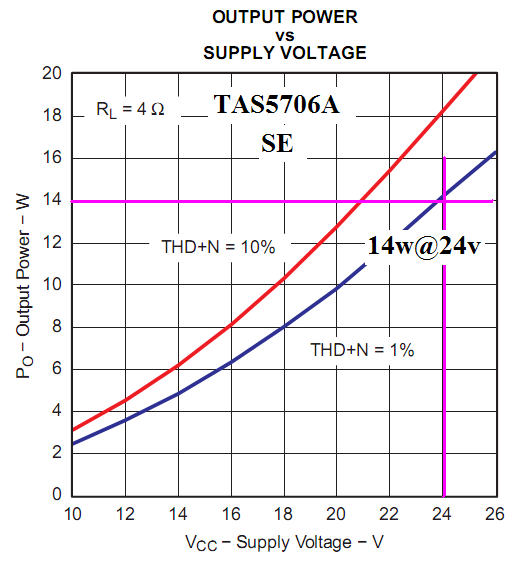 OUTPUT POWER
vs
SUPPLY VOLTAGE
20
18
16
14
12
10
8
6
4
2
0
PO – Output Power – W
RL = 4 Ω
TAS5706A
SE
THD+N = 10%
14w@24v
THD+N = 1%
10 12 14 16 18 20 22 24 26
VCC – Supply Voltage – V